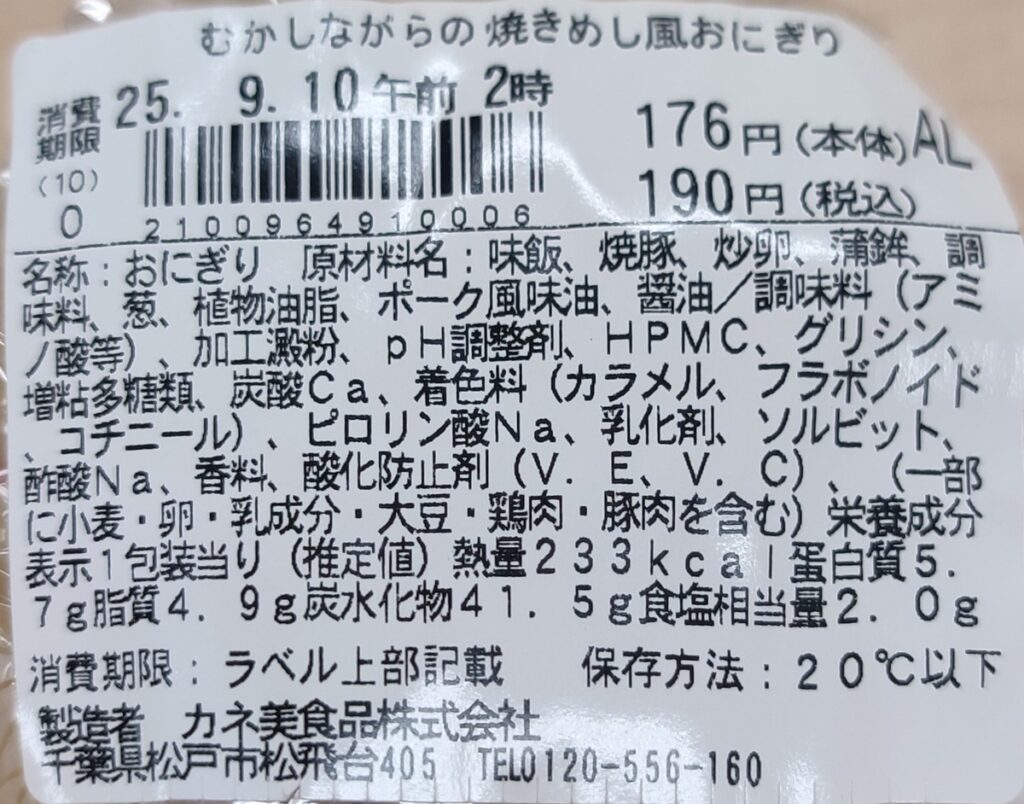 むかしながらの焼きめし風おにぎり
消費期限 25. 9. 10 午前 2時
(10)
0
176円(本体)AL
190円(税込)
2100964910006
名称：おにぎり 原材料名：味飯、焼豚、炒卵、蒲鉾、調
味料、葱、植物油脂、ポーク風味油、醤油／調味料（アミ
ノ酸等）、加工澱粉、ｐＨ調整剤、ＨＰＭＣ、グリシン、
増粘多糖類、炭酸Ｃａ、着色料（カラメル、フラボノイド
、コチニール）、ピロリン酸Ｎａ、乳化剤、ソルビット、
酢酸Ｎａ、香料、酸化防止剤（Ｖ．Ｅ、Ｖ．Ｃ）、（一部
に小麦・卵・乳成分・大豆・鶏肉・豚肉を含む）栄養成分
表示1包装当り（推定値）熱量２３３ｋｃａｌ蛋白質５．
７ｇ脂質４．９ｇ炭水化物４１．５ｇ食塩相当量２．０ｇ
消費期限：ラベル上部記載 保存方法：２０℃以下
製造者 カネ美食品株式会社
千葉県松戸市松飛台405 TEL0120-556-160